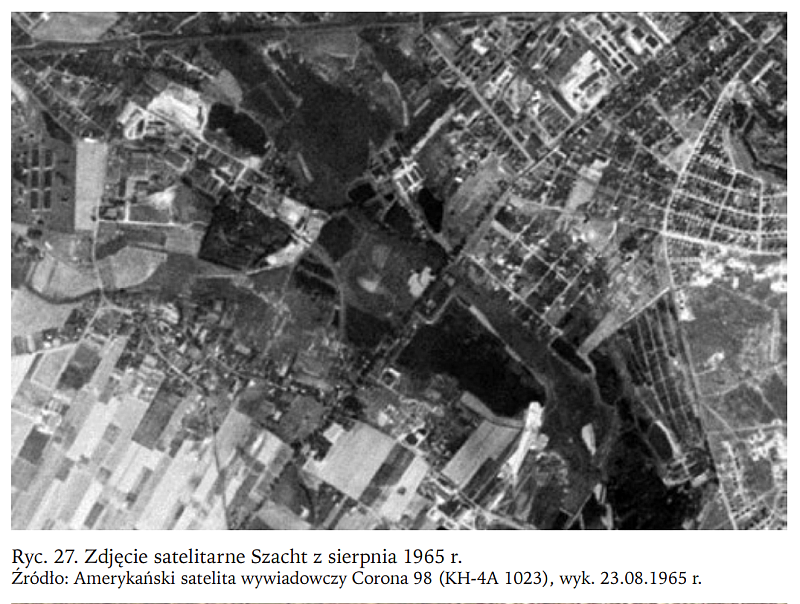 Ryc. 27. Zdjęcie satelitarne Szacht z sierpnia 1965 r.
Źródło: Amerykański satelita wywiadowczy Corona 98 (KH-4A 1023), wyk. 23.08.1965 r.